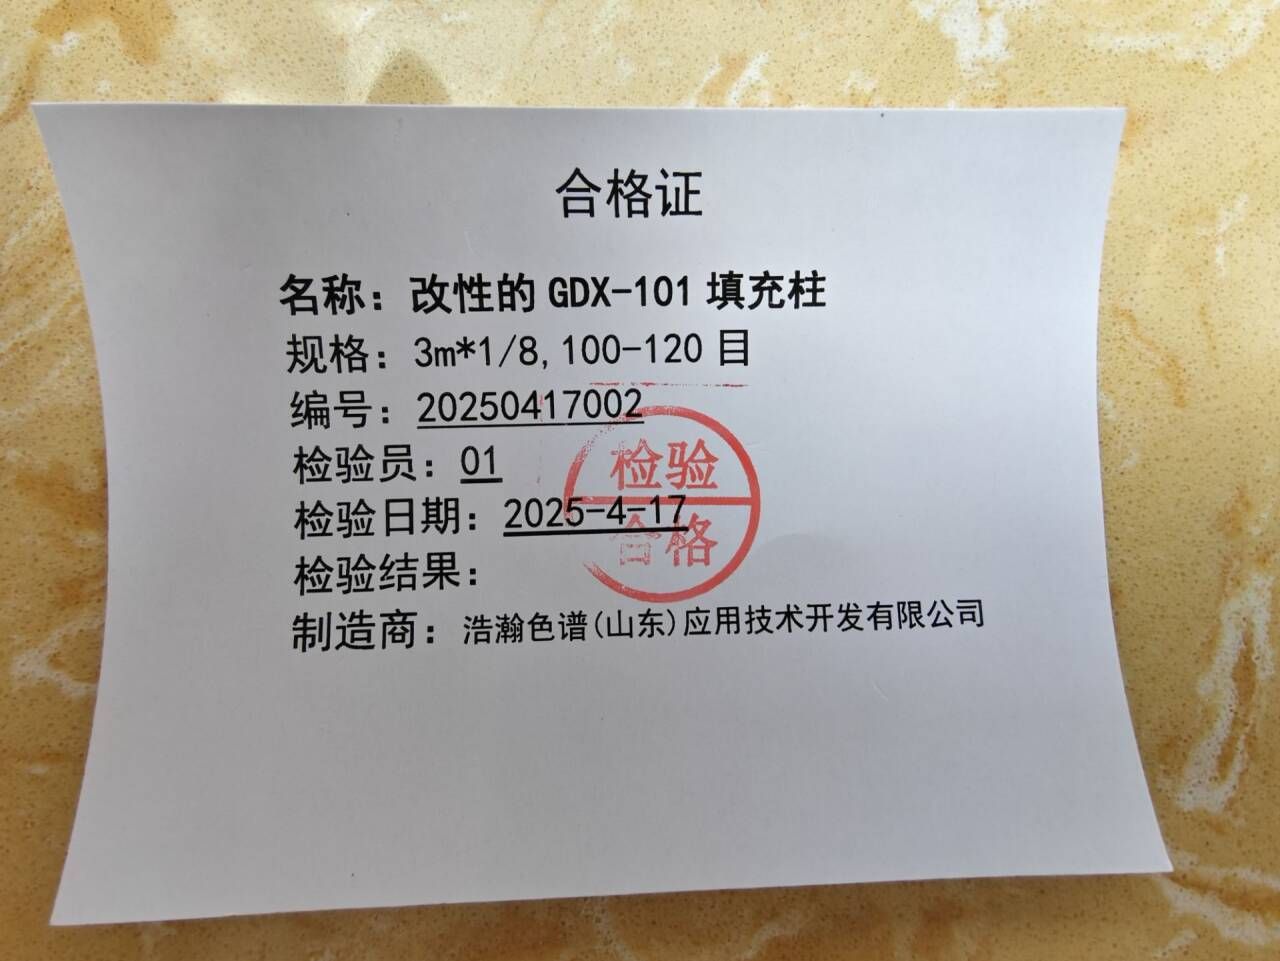 合格证
名称：改性的 GDX-101 填充柱
规格：3m*1/8,100-120 目
编号：20250417002
检验员：01
检验日期：2025-4-17
检验结果：
检验
合格
制造商：浩瀚色谱(山东)应用技术开发有限公司